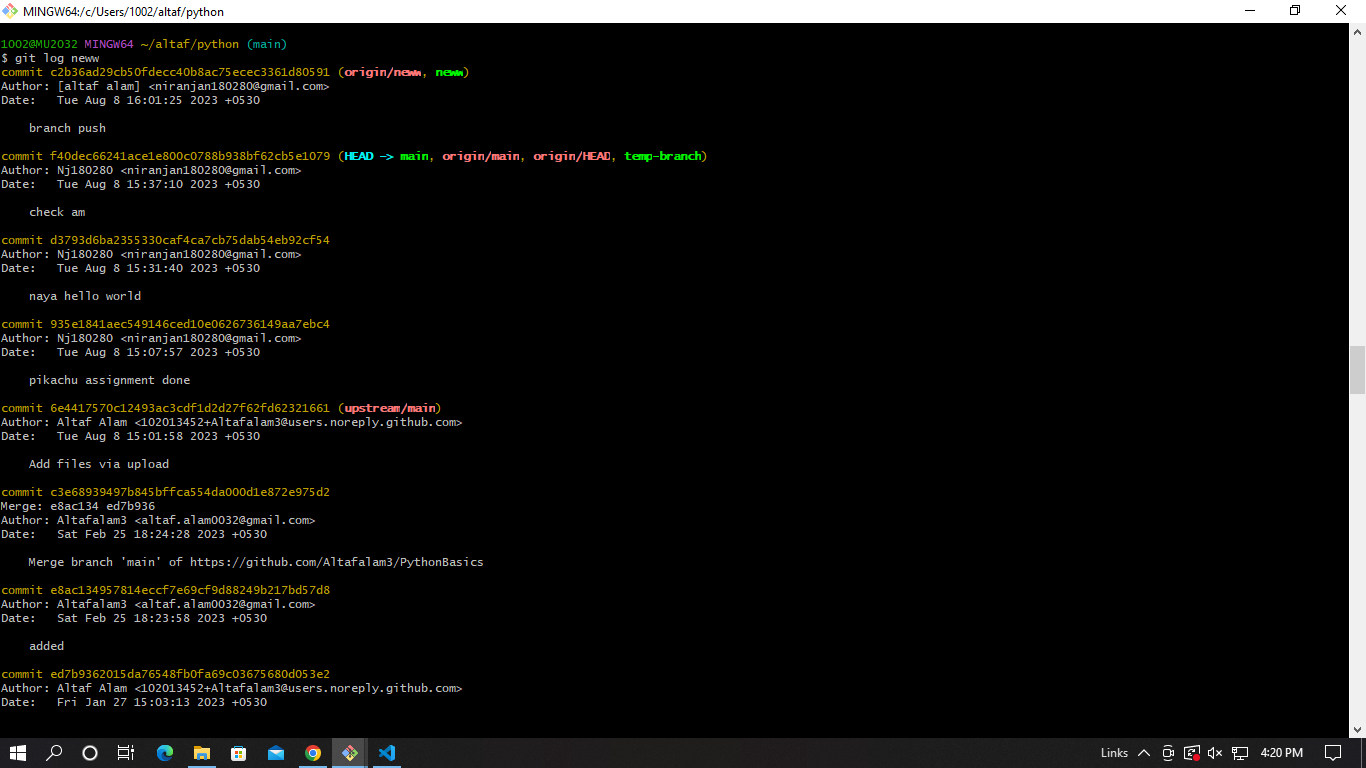 MINGW64:/c/Users/1002/altaf/python
1002@MU2032 MINGW64 ~/altaf/python (main)
$ git log neww
commit c2b36ad29cb50fdecc40b8ac75ecec3361d80591 (origin/neww, neww)
Author: [altaf alam] <niranjan180280@gmail.com>
Date:   Tue Aug 8 16:01:25 2023 +0530
    branch push
commit f40dec66241ace1e800c0788b938bf62cb5e1079 (HEAD -> main, origin/main, origin/HEAD, temp-branch)
Author: Nj180280 <niranjan180280@gmail.com>
Date:   Tue Aug 8 15:37:10 2023 +0530
    check am
commit d3793d6ba2355330caf4ca7cb75dab54eb92cf54
Author: Nj180280 <niranjan180280@gmail.com>
Date:   Tue Aug 8 15:31:40 2023 +0530
    naya hello world
commit 935e1841aec549146ced10e0626736149aa7ebc4
Author: Nj180280 <niranjan180280@gmail.com>
Date:   Tue Aug 8 15:07:57 2023 +0530
    pikachu assignment done
commit 6e4417570c12493ac3cdf1d2d27f62fd62321661 (upstream/main)
Author: Altaf Alam <102013452+Altafalam3@users.noreply.github.com>
Date:   Tue Aug 8 15:01:58 2023 +0530
    Add files via upload
commit c3e68939497b845bffca554da000d1e872e975d2
Merge: e8ac134 ed7b936
Author: Altafalam3 <altaf.alam0032@gmail.com>
Date:   Sat Feb 25 18:24:28 2023 +0530
    Merge branch 'main' of https://github.com/Altafalam3/PythonBasics
commit e8ac134957814eccf7e69cf9d88249b217bd57d8
Author: Altafalam3 <altaf.alam0032@gmail.com>
Date:   Sat Feb 25 18:23:58 2023 +0530
    added
commit ed7b9362015da76548fb0fa69c03675680d053e2
Author: Altaf Alam <102013452+Altafalam3@users.noreply.github.com>
Date:   Fri Jan 27 15:03:13 2023 +0530
Links
4:20 PM